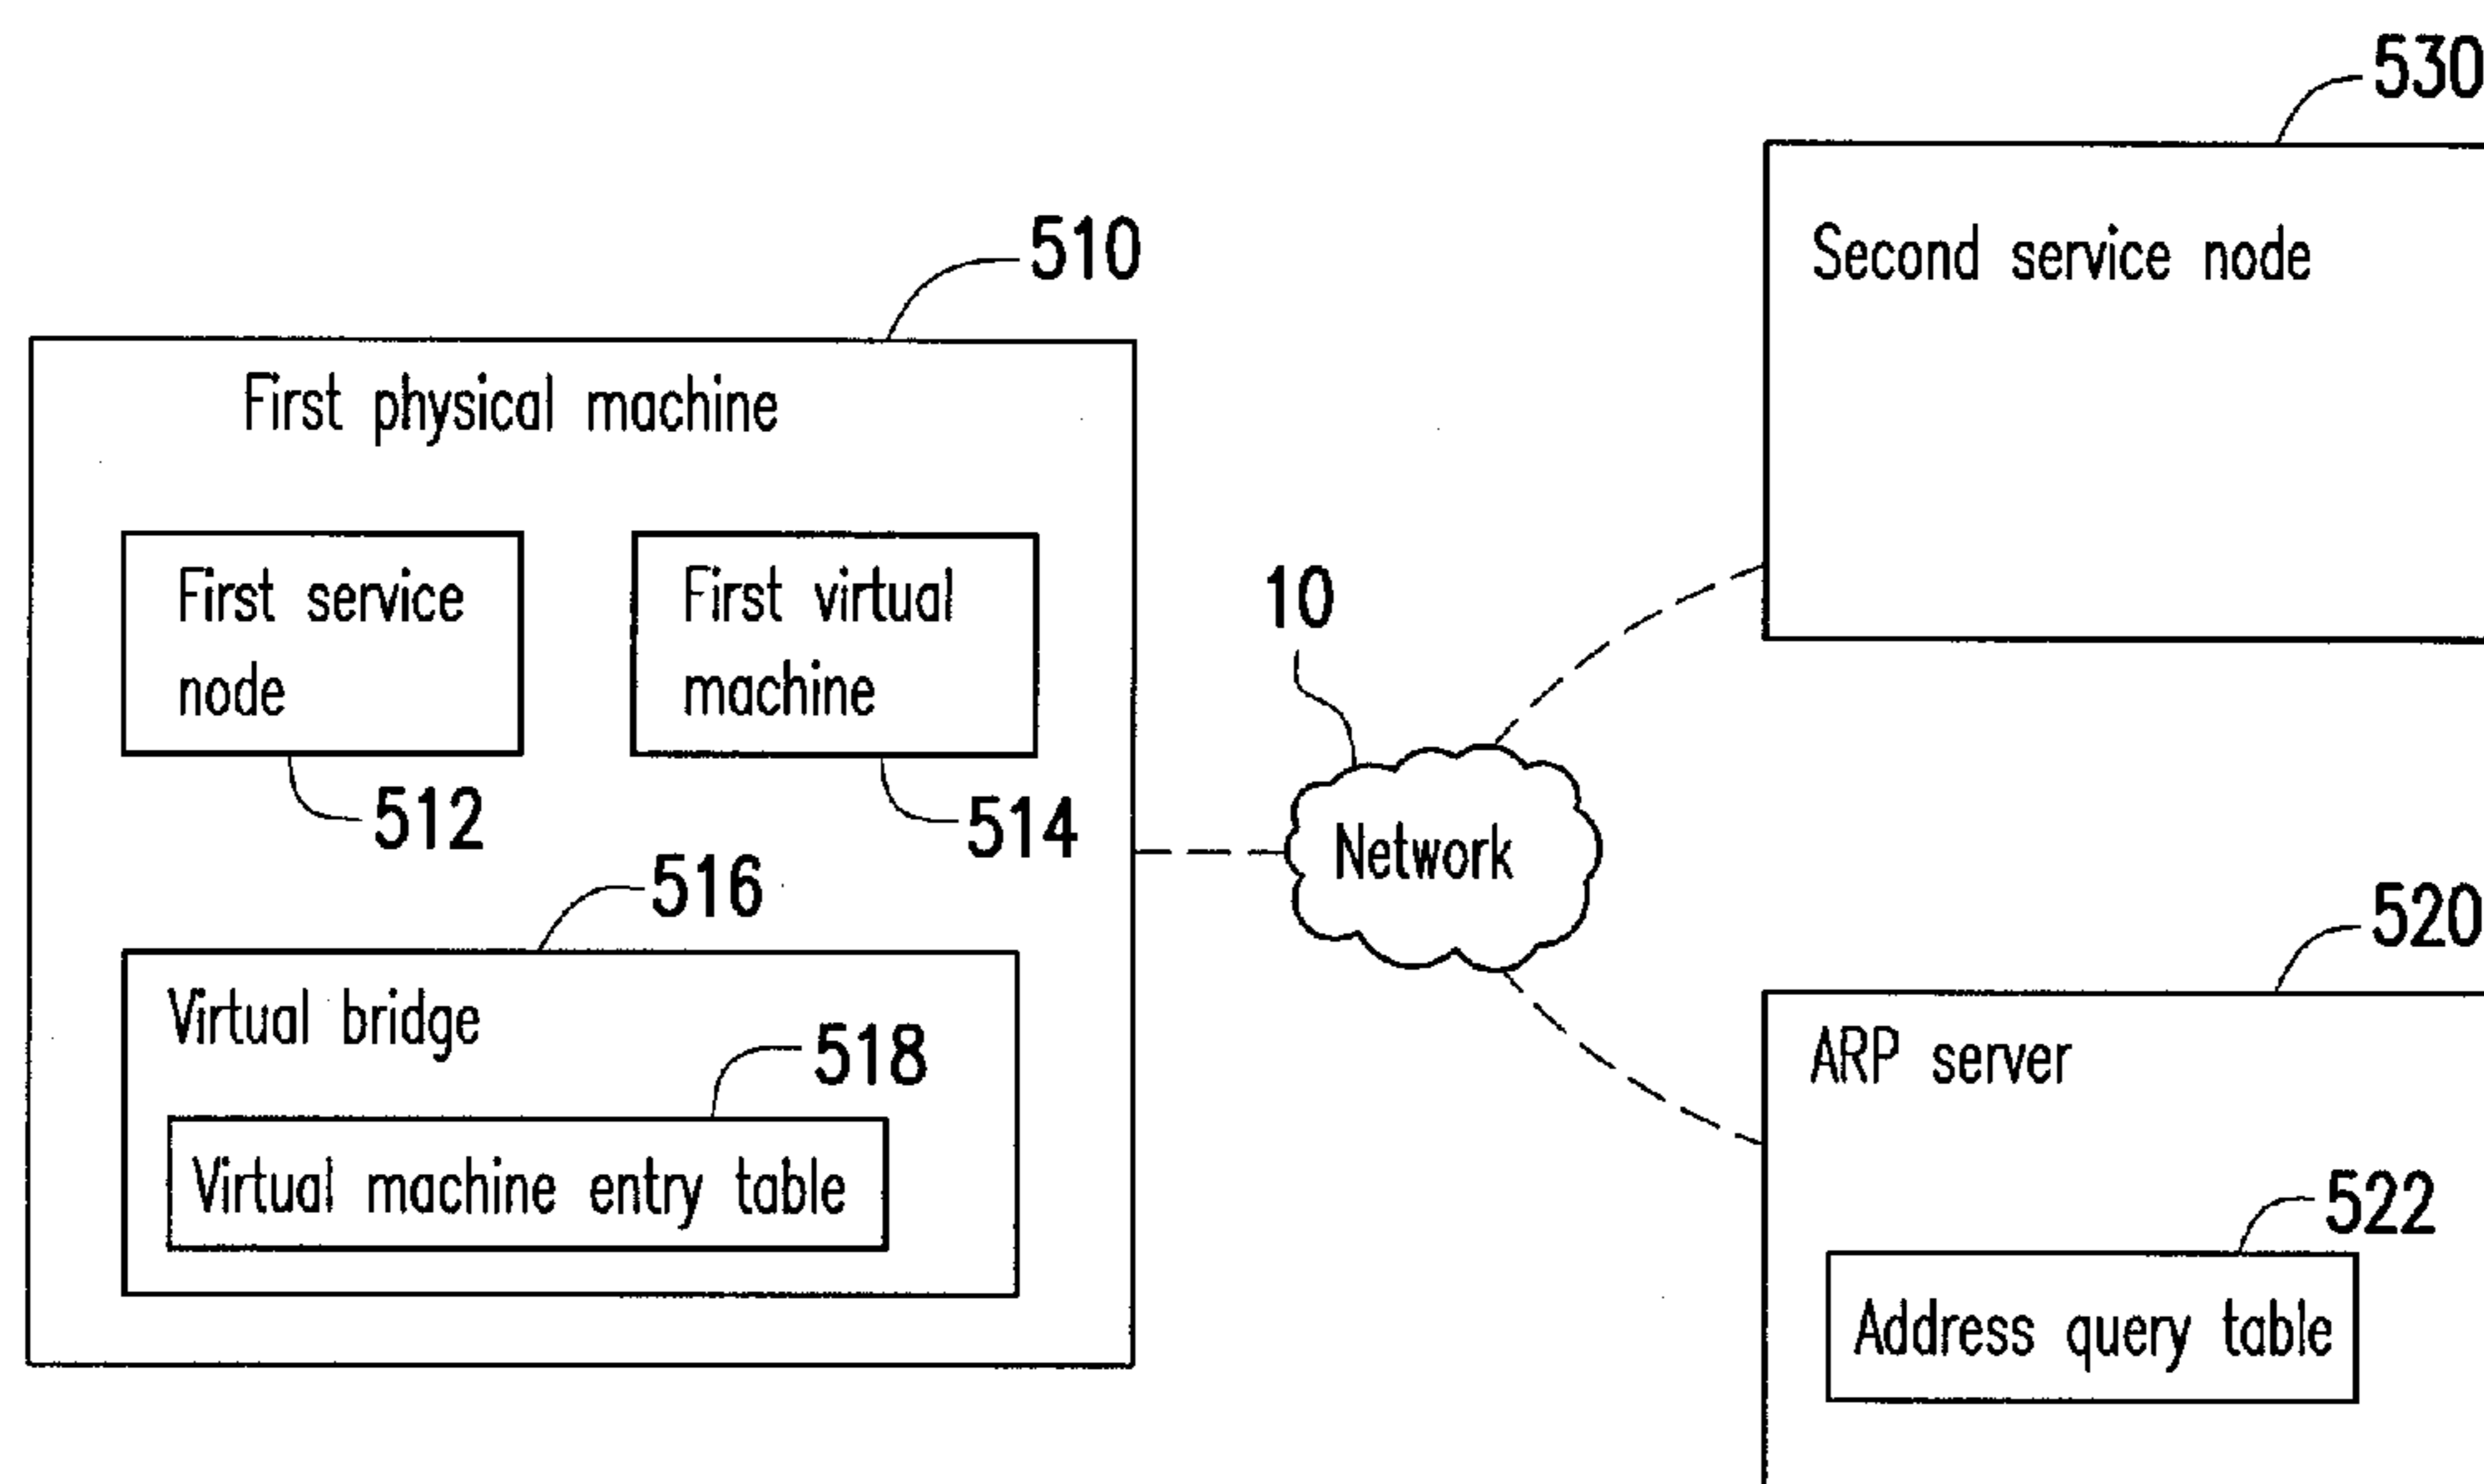 530
Second service node
510
First physical machine
First service
node
First virtual
machine
512
514
10
Network
516
Virtual bridge
518
Virtual machine entry table
520
ARP server
522
Address query table